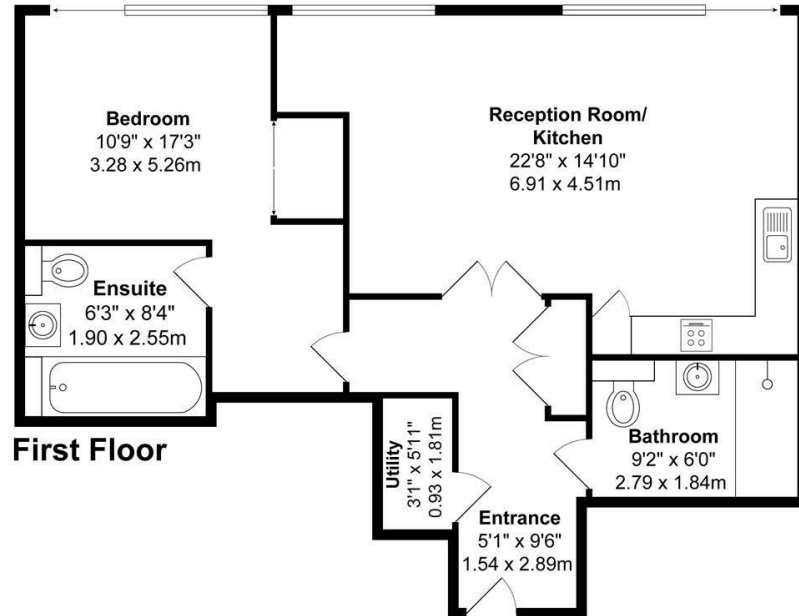 Bedroom
10'9" x 17'3"
3.28 x 5.26m
Reception Room/
Kitchen
22'8" x 14'10"
6.91 x 4.51m
Ensuite
6'3" x 8'4"
1.90 x 2.55m
First Floor
Utility
3'1" x 5'11"
0.93 x 1.81m
Bathroom
9'2" x 6'0"
2.79 x 1.84m
Entrance
5'1" x 9'6"
1.54 x 2.89m